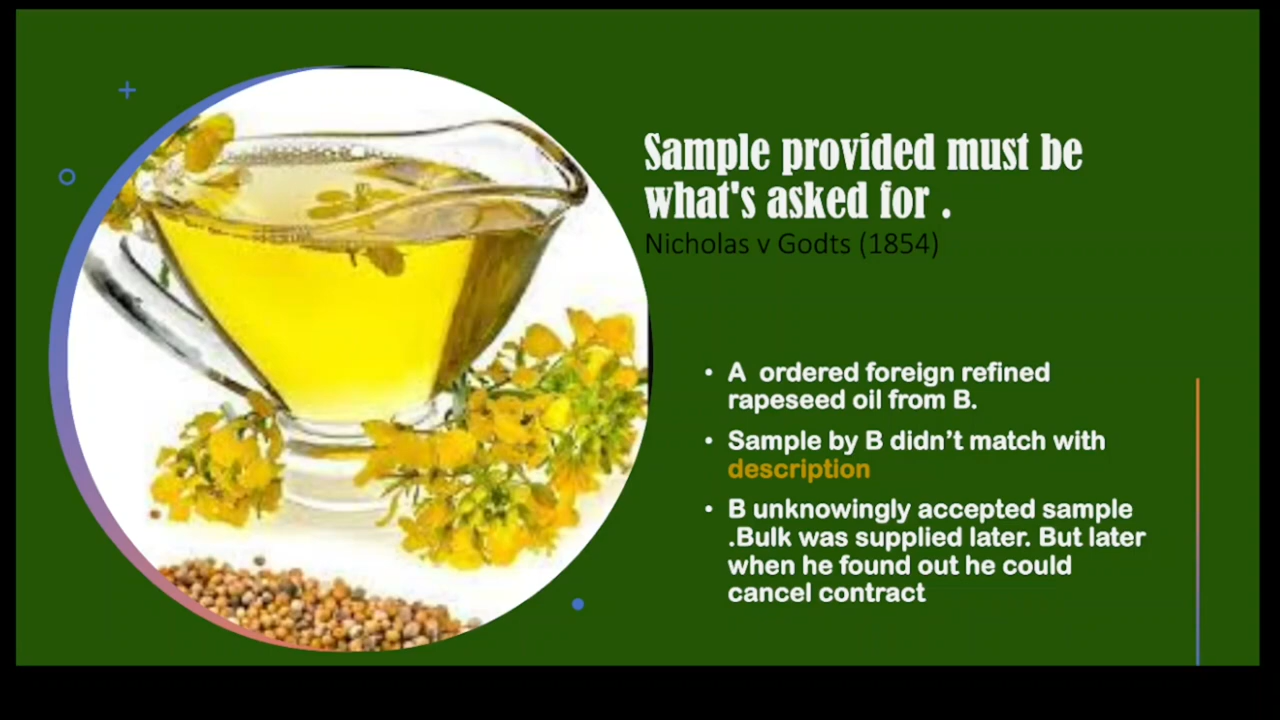 Sample provided must be
what's asked for .
Nicholas v Godts (1854)
• A  ordered foreign refined
rapeseed oil from B.
• Sample by B didn’t match with
description
• B unknowingly accepted sample
.Bulk was supplied later. But later
when he found out he could
cancel contract